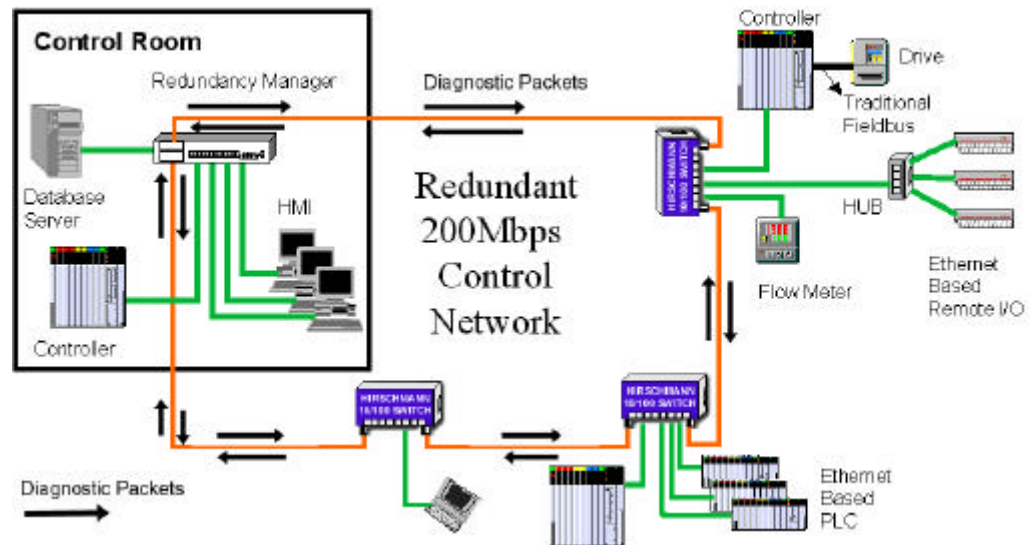 Control Room
Redundancy Manager
Database
Server
HMI
Controller
Diagnostic Packets
Redundant
200Mbps
Control
Network
Controller
Drive
Traditional
Fieldbus
HIRSCHMANN
10/100 SWITCH
HUB
Flow Meter
Ethernet
Based
Remote I/O
HIRSCHMANN
10/100 SWITCH
HIRSCHMANN
10/100 SWITCH
Ethernet
Based
PLC
Diagnostic Packets